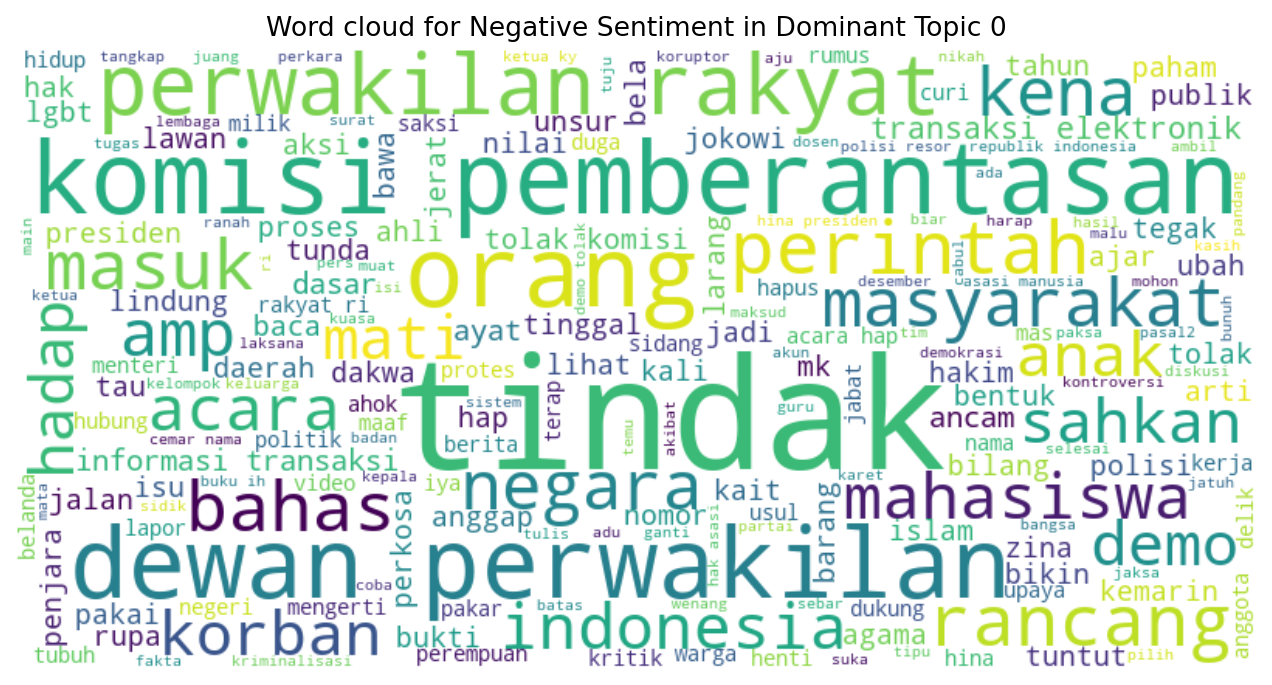 Word cloud for Negative Sentiment in Dominant Topic 0
hidup tangkap juang perkara ketua ky tuju koruptor aju rumus nikah tahun paham
hak perwakilan bela rakyat curi kena publik
lgbt lembaga milik surat saksi unsur transaksi elektronik
tugas lawan aksi bawa jerat nilai duga jokowi dosen polisi resor republik indonesia ambil
komisi pemberantasan ada pandang
main presiden ranah proses ahli hina presiden biar harap hasil malu tegak
masuk ri tunda pers muat tolak komisi demo tolak larang perintah cabul ajar kasih ubah
dasar isi orang hapus desember casasi manusia mohon
ketua lindung rakyat ri kuasa maksud masyarakat bunuh
hadap amp laksana baca mati ayat tinggal sidang jadi acara hap tim mas paksa pasal2
menteri daerah dakwa protes lihat kali akun mk demokrasi hakim anak tolak diskusi
tau kelompok keluarga tindak jabat bentuk kontroversi arti
hubung acara ahok maaf sistem hap terap guru ancam sahkan
cemar nama politik badan berita temu akibat nama selesai
informasi transaksi bilang polisi kerja
belanda mata jalan isu sidik buku ih video kepala iya negara kait karet jatuh
bahas perkosa anggap nomor usul barang mahasiswa delik
penjara lapor tulis adu ganti partai hak asasi islam bangsa zina demo
dewan perwakilan coba bikin jaksa upaya
pakai negeri mengerti pakar batas wenang sebar dukung kemarin anggota
rupa korban bukti indonesia agama rancang
tubuh fakta kriminalisasi perempuan kritik warga henti suka tipu hina tuntut pilih